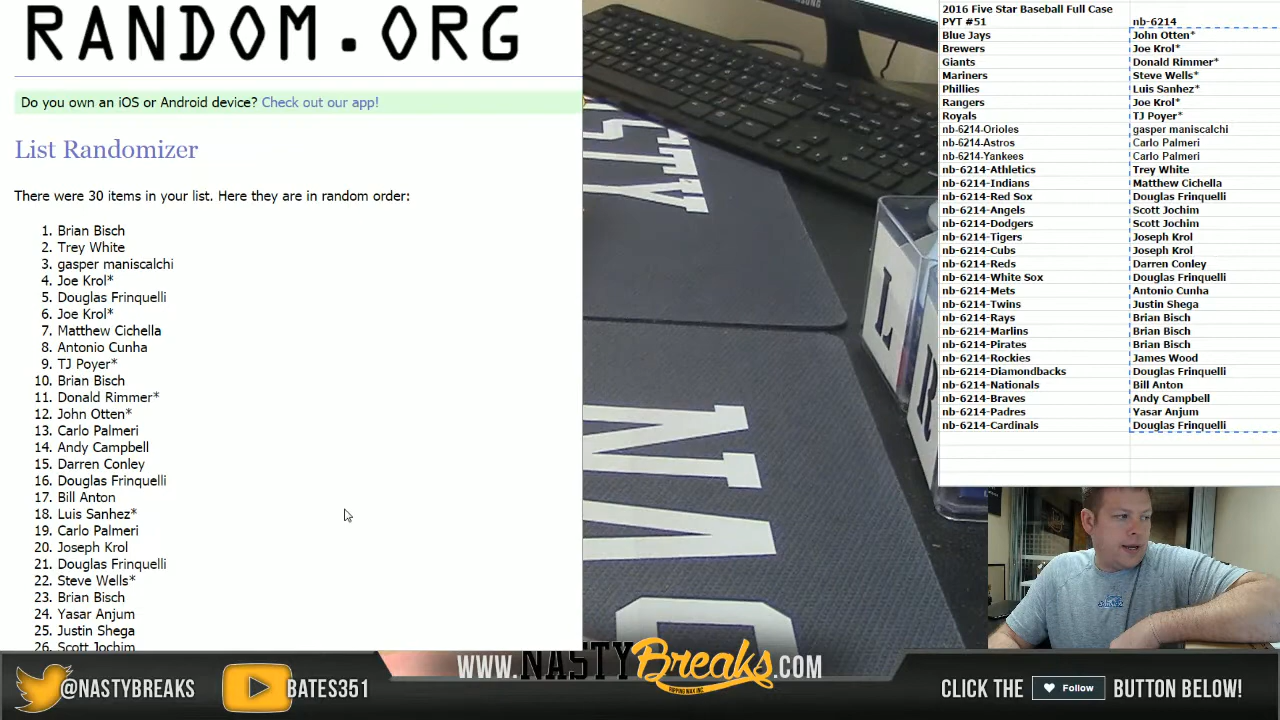 RANDOM.ORG
Do you own an iOS or Android device? Check out our app!
List Randomizer
There were 30 items in your list. Here they are in random order:
1. Brian Bisch
2. Trey White
3. gasper maniscalchi
4. Joe Krol*
5. Douglas Frinquelli
6. Joe Krol*
7. Matthew Cichella
8. Antonio Cunha
9. TJ Poyer*
10. Brian Bisch
11. Donald Rimmer*
12. John Otten*
13. Carlo Palmeri
14. Andy Campbell
15. Darren Conley
16. Douglas Frinquelli
17. Bill Anton
18. Luis Sanhez*
19. Carlo Palmeri
20. Joseph Krol
21. Douglas Frinquelli
22. Steve Wells*
23. Brian Bisch
24. Yasar Anjum
25. Justin Shega
26. Scott Jochim
SAMSUNG
STY
N
L
R
2016 Five Star Baseball Full Case
PYT #51 nb-6214
Blue Jays John Otten*
Brewers Joe Krol*
Giants Donald Rimmer*
Mariners Steve Wells*
Phillies Luis Sanhez*
Rangers Joe Krol*
Royals TJ Poyer*
nb-6214-Orioles gasper maniscalchi
nb-6214-Astros Carlo Palmeri
nb-6214-Yankees Carlo Palmeri
nb-6214-Athletics Trey White
nb-6214-Indians Matthew Cichella
nb-6214-Red Sox Douglas Frinquelli
nb-6214-Angels Scott Jochim
nb-6214-Dodgers Scott Jochim
nb-6214-Tigers Joseph Krol
nb-6214-Cubs Joseph Krol
nb-6214-Reds Darren Conley
nb-6214-White Sox Douglas Frinquelli
nb-6214-Mets Antonio Cunha
nb-6214-Twins Justin Shega
nb-6214-Rays Brian Bisch
nb-6214-Marlins Brian Bisch
nb-6214-Pirates Brian Bisch
nb-6214-Rockies James Wood
nb-6214-Diamondbacks Douglas Frinquelli
nb-6214-Nationals Bill Anton
nb-6214-Braves Andy Campbell
nb-6214-Padres Yasar Anjum
nb-6214-Cardinals Douglas Frinquelli
@NASTYBREAKS
BATES351
WWW.NASTYBreaks.COM
RIPPING WAX INC.
CLICK THE Follow BUTTON BELOW!